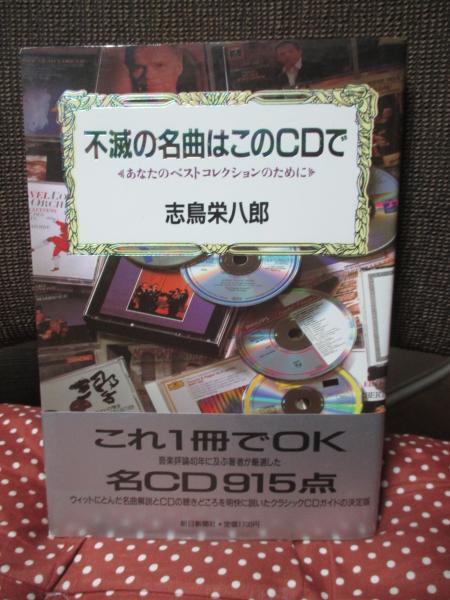 不滅の名曲はこのCDで
≪あなたのベストコレクションのために≫
志鳥栄八郎
これ1冊でOK
音楽評論40年に及ぶ著者が厳選した
名CD915点
ウィットにとんだ名曲解説とCDの聴きどころを明快に説いたクラシックCDガイドの決定版